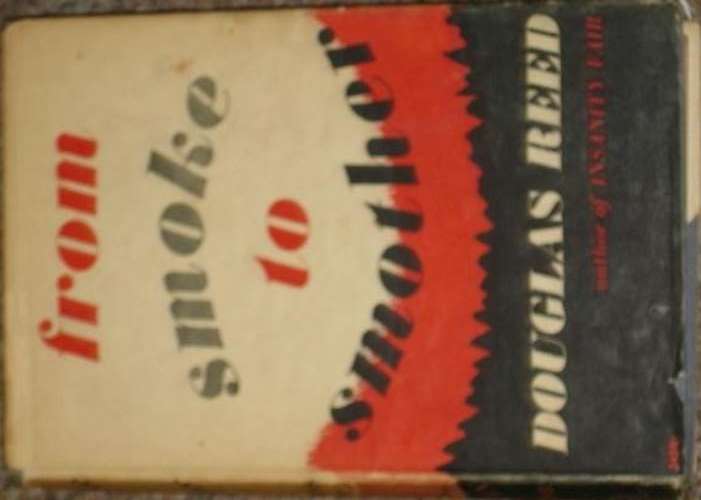 from
smoke
to
smother
DOUGLAS REED
author of INSANITY FAIR